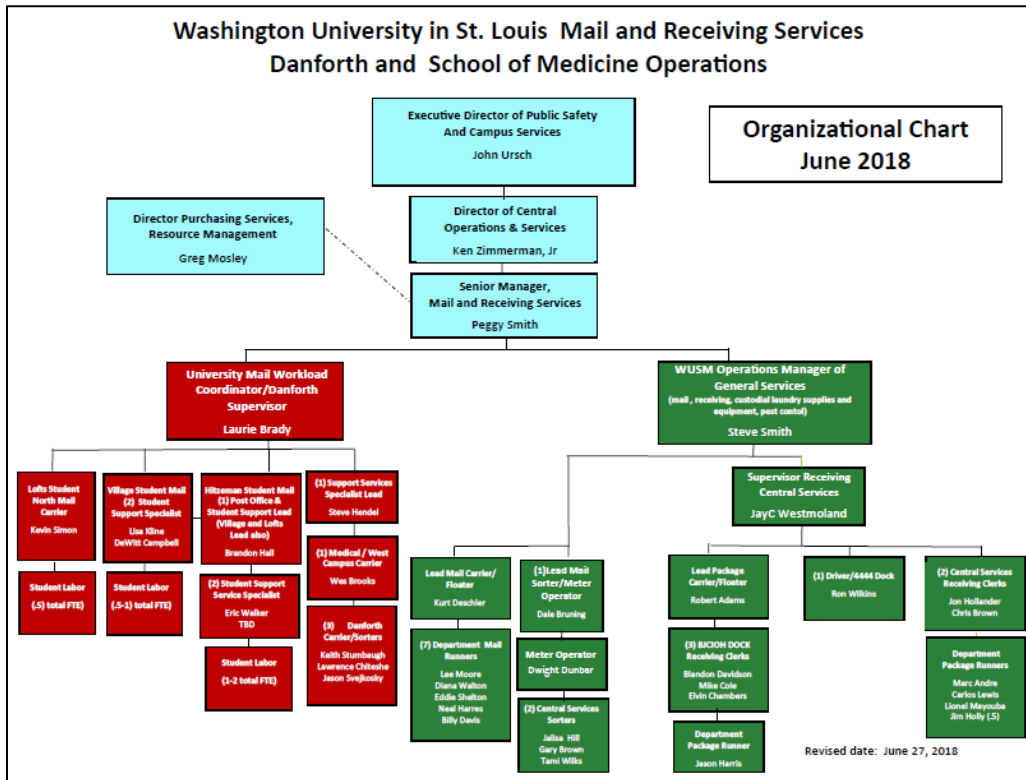 Washington University in St. Louis Mail and Receiving Services
Danforth and School of Medicine Operations
Organizational Chart
June 2018
Executive Director of Public Safety
And Campus Services
John Ursch
Director of Central
Operations & Services
Ken Zimmerman, Jr
Director Purchasing Services,
Resource Management
Greg Mosley
Senior Manager,
Mail and Receiving Services
Peggy Smith
University Mail Workload
Coordinator/Danforth
Supervisor
Laurie Brady
WUSM Operations Manager of
General Services
(mail , receiving, custodial laundry supplies and
equipment, pest contol)
Steve Smith
Lofts Student
North Mail
Carrier
Kevin Simon
Student Labor
(.5) total FTE)
Village Student Mail
(2) Student
Support Specialist
Lisa Kline
DeWitt Campbell
Student Labor
(.5-1) total FTE)
Hitzeman Student Mail
(1) Post Office &
Student Support Lead
(Village and Lofts
Lead also)
Brandon Hall
(2) Student Support
Service Specialist
Eric Walker
TBD
Student Labor
(1-2 total FTE)
(1) Support Services
Specialist Lead
Steve Hendel
(1) Medical / West
Campus Carrier
Wes Brooks
(3) Danforth
Carrier/Sorters
Keith Stumbaugh
Lawrence Chiteshe
Jason Svejkosky
Supervisor Receiving
Central Services
JayC Westmoland
Lead Mail Carrier/
Floater
Kurt Deschler
(7) Department Mail
Runners
Lee Moore
Diana Walton
Eddie Shelton
Neal Harres
Billy Davis
(1)Lead Mail
Sorter/Meter
Operator
Dale Bruning
Meter Operator
Dwight Dunbar
(2) Central Services
Sorters
Jalisa Hill
Gary Brown
Tami Wilks
Lead Package
Carrier/Floater
Robert Adams
(3) BJCIOH DOCK
Receiving Clerks
Blandon Davidson
Mike Cole
Elvin Chambers
Department
Package Runner
Jason Harris
(1) Driver/4444 Dock
Ron Wilkins
(2) Central Services
Receiving Clerks
Jon Hollander
Chris Brown
Department
Package Runners
Marc Andre
Carlos Lewis
Lionel Mayouba
Jim Holly (.5)
Revised date: June 27, 2018